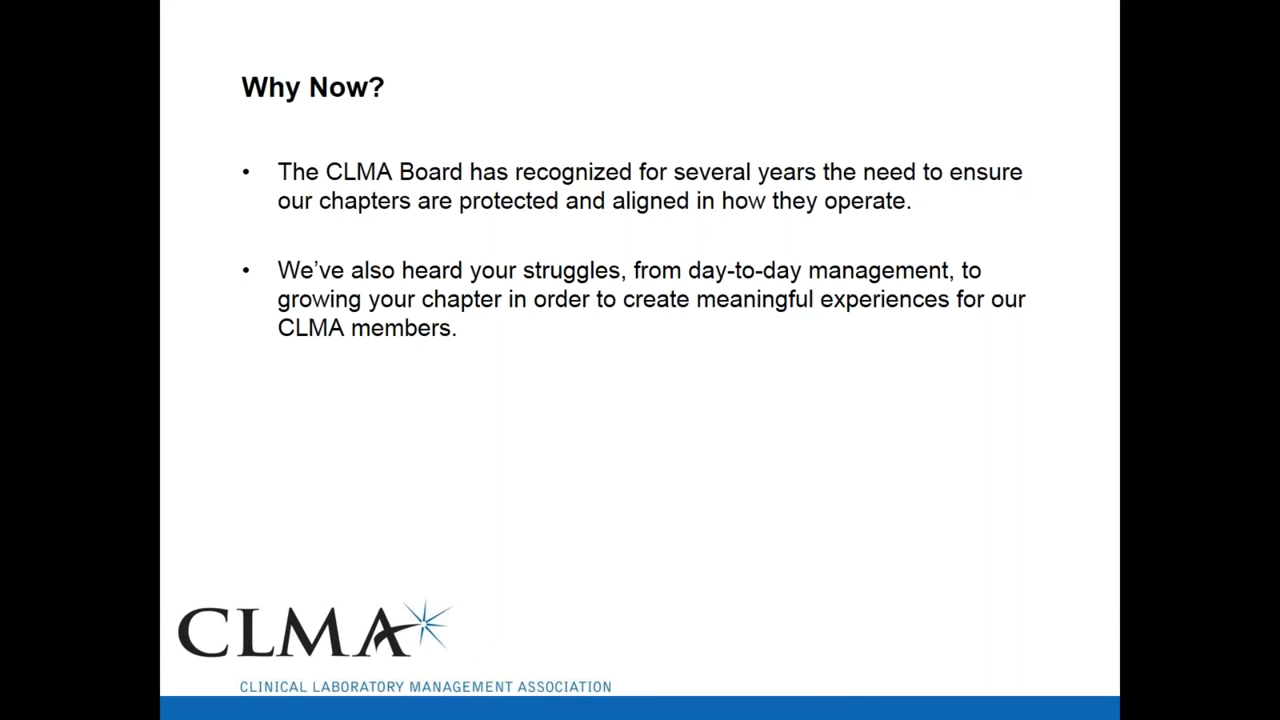 Why Now?
• The CLMA Board has recognized for several years the need to ensure
our chapters are protected and aligned in how they operate.
• We’ve also heard your struggles, from day-to-day management, to
growing your chapter in order to create meaningful experiences for our
CLMA members.
CLMA
CLINICAL LABORATORY MANAGEMENT ASSOCIATION